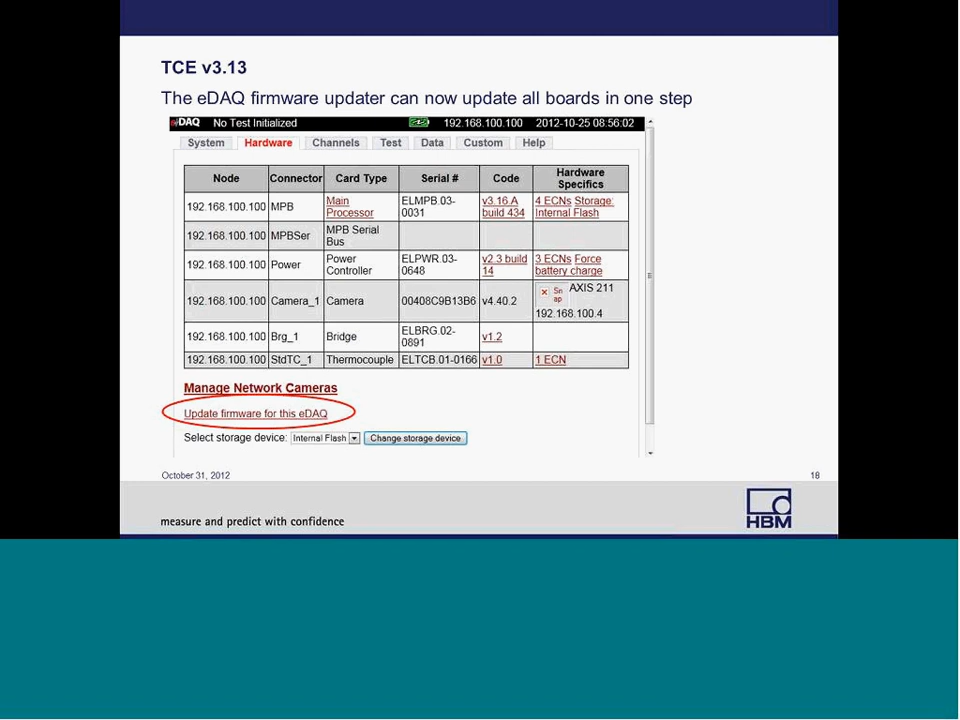 TCE v3.13
The eDAQ firmware updater can now update all boards in one step
eDAQ No Test Initialized 192.168.100.100 2012-10-25 08:56:02
System Hardware Channels Test Data Custom Help
Node Connector Card Type Serial # Code Hardware Specifics
192.168.100.100 MPB Main Processor ELMPB.03-0031 v3.16.A build 434 4 ECNs Storage: Internal Flash
192.168.100.100 MPBSer MPB Serial Bus
192.168.100.100 Power Power Controller ELPWR.03-0648 v2.3 build 14 3 ECNs Force battery charge
192.168.100.100 Camera_1 Camera 00408C9B13B6 v4.40.2 Snap AXIS 211 192.168.100.4
192.168.100.100 Brg_1 Bridge ELBRG.02-0891 v1.2
192.168.100.100 StdTC_1 Thermocouple ELTCB.01-0166 v1.0 1 ECN
Manage Network Cameras
Update firmware for this eDAQ
Select storage device: Internal Flash Change storage device
October 31, 2012 18
measure and predict with confidence
HBM